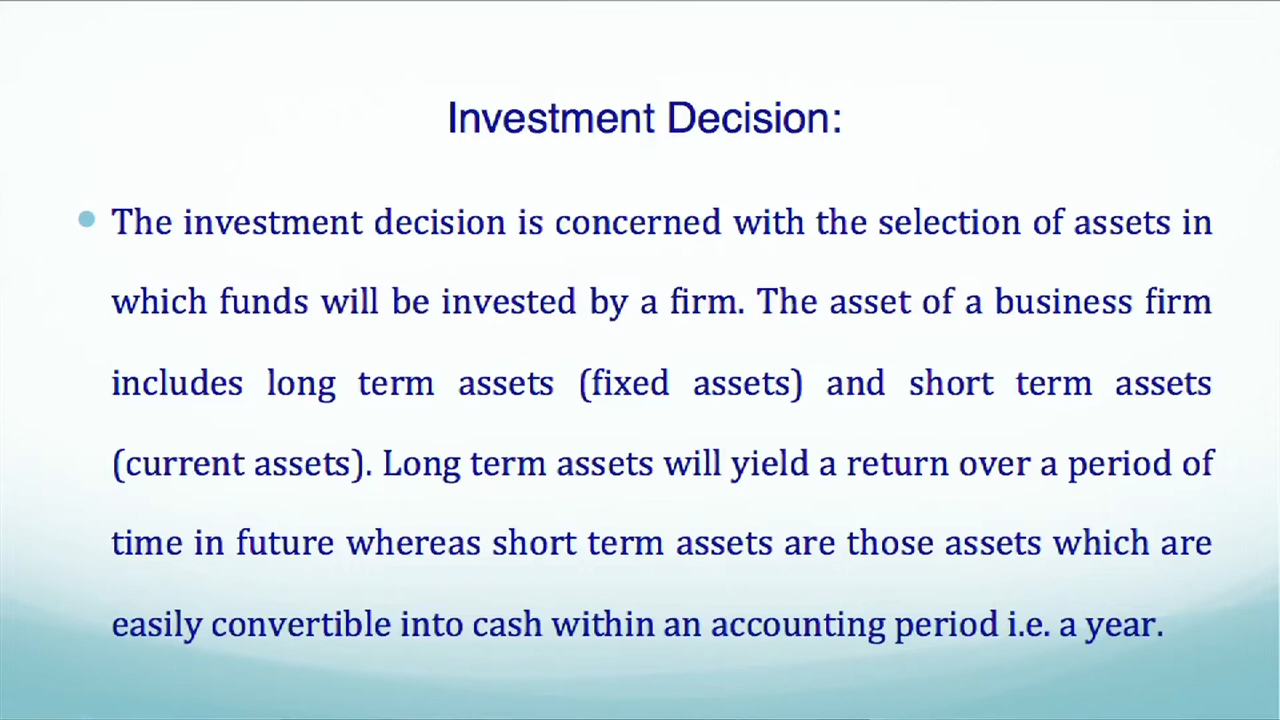 Investment Decision:
The investment decision is concerned with the selection of assets in
which funds will be invested by a firm. The asset of a business firm
includes long term assets (fixed assets) and short term assets
(current assets). Long term assets will yield a return over a period of
time in future whereas short term assets are those assets which are
easily convertible into cash within an accounting period i.e. a year.